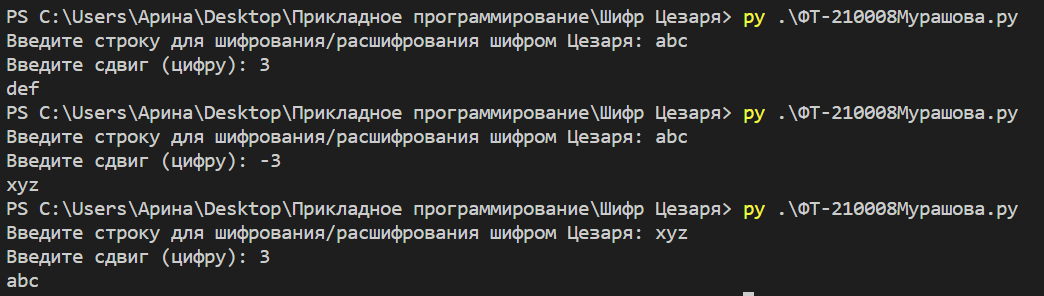 PS C:\Users\Арина\Desktop\Прикладное программирование\Шифр Цезаря> py .\ФТ-210008Мурашова.py
Введите строку для шифрования/расшифрования шифром Цезаря: abc
Введите сдвиг (цифру): 3
def
PS C:\Users\Арина\Desktop\Прикладное программирование\Шифр Цезаря> py .\ФТ-210008Мурашова.py
Введите строку для шифрования/расшифрования шифром Цезаря: abc
Введите сдвиг (цифру): -3
xyz
PS C:\Users\Арина\Desktop\Прикладное программирование\Шифр Цезаря> py .\ФТ-210008Мурашова.py
Введите строку для шифрования/расшифрования шифром Цезаря: xyz
Введите сдвиг (цифру): 3
abc